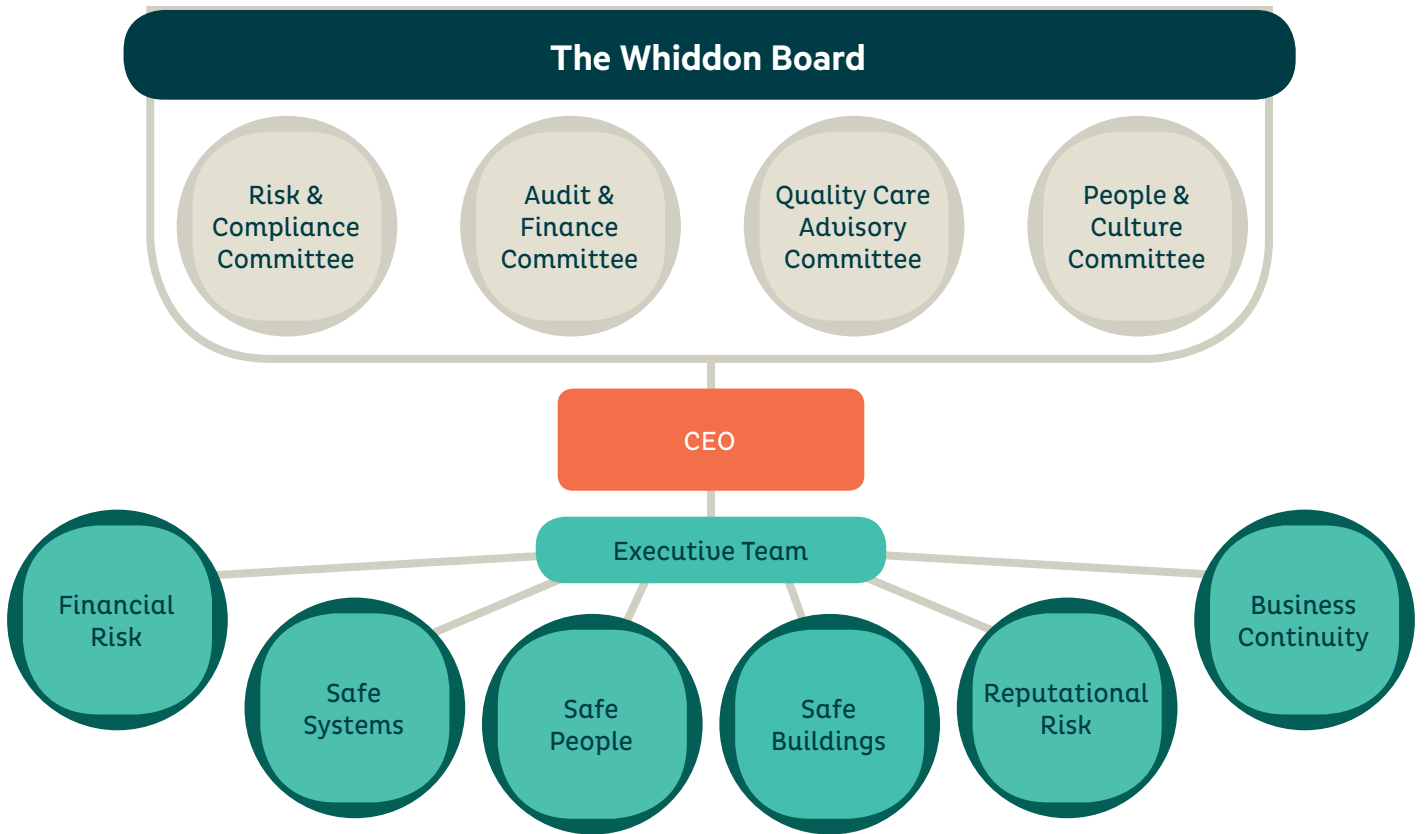 The Whiddon Board
Risk &
Compliance
Committee
Audit &
Finance
Committee
Quality Care
Advisory
Committee
People &
Culture
Committee
CEO
Executive Team
Financial
Risk
Safe
Systems
Safe
People
Safe
Buildings
Reputational
Risk
Business
Continuity